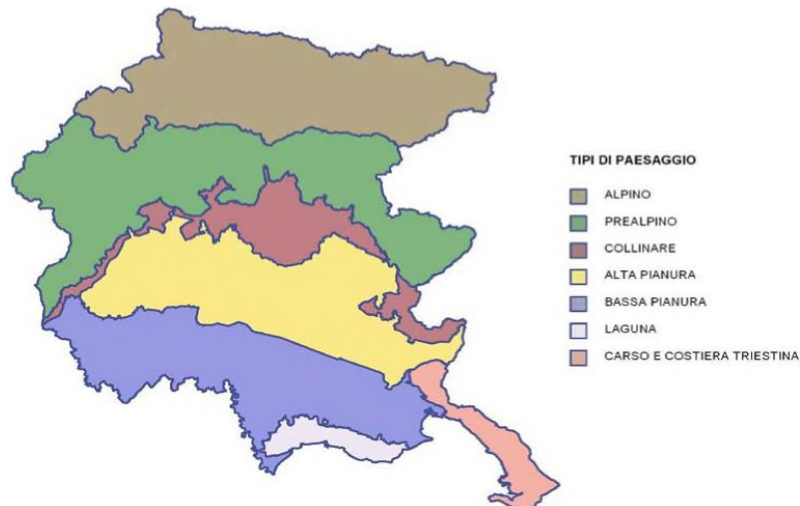 TIPI DI PAESAGGIO
ALPINO
PREALPINO
COLLINARE
ALTA PIANURA
BASSA PIANURA
LAGUNA
CARSO E COSTIERA TRIESTINA